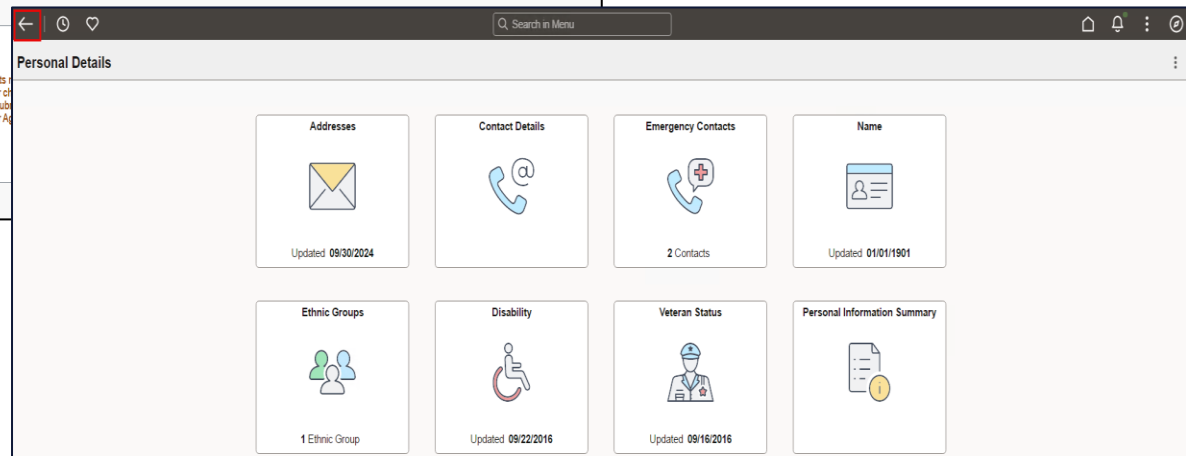 Search in Menu
Personal Details
Addresses
Contact Details
Emergency Contacts
Name
@
Updated 09/30/2024
2 Contacts
Updated 01/01/1901
Ethnic Groups
Disability
Veteran Status
Personal Information Summary
i
1 Ethnic Group
Updated 09/22/2016
Updated 09/16/2016